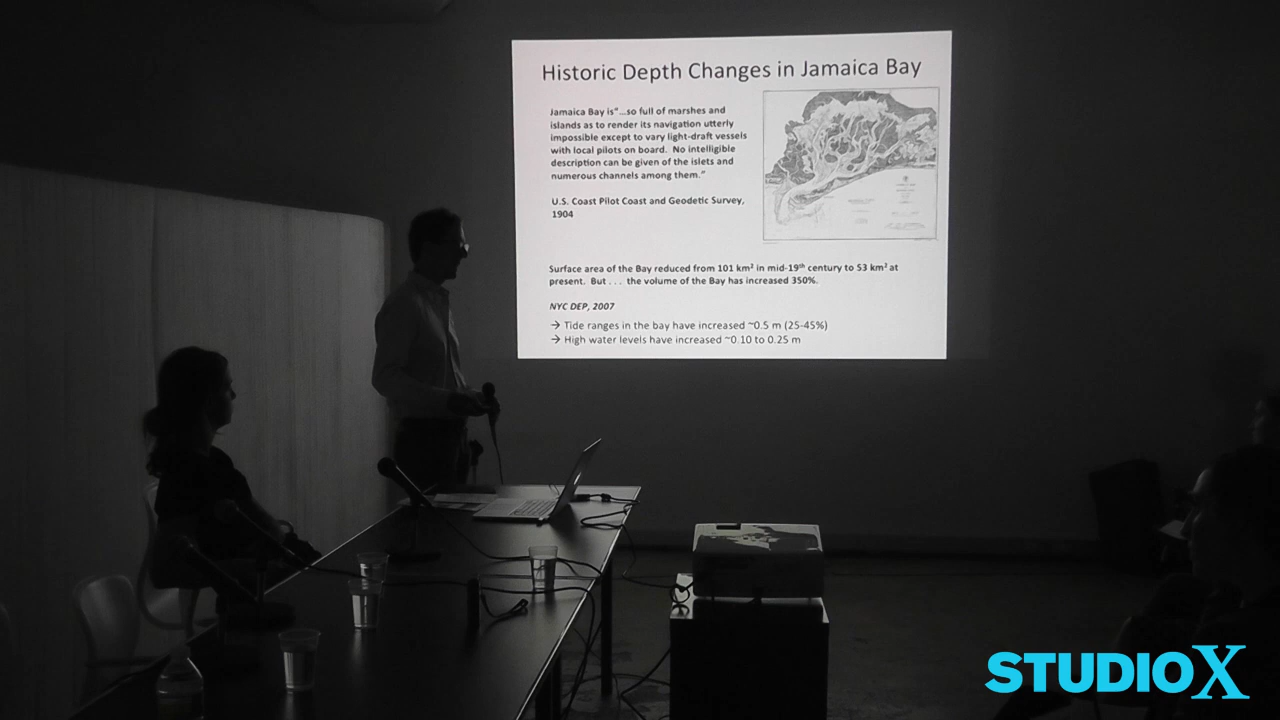 Historic Depth Changes in Jamaica Bay
Jamaica Bay is“...so full of marshes and
islands as to render its navigation utterly
impossible except to vary light-draft vessels
with local pilots on board. No intelligible
description can be given of the islets and
numerous channels among them.”
U.S. Coast Pilot Coast and Geodetic Survey,
1904
Surface area of the Bay reduced from 101 km² in mid-19th century to 53 km² at
present. But . . . the volume of the Bay has increased 350%.
NYC DEP, 2007
→ Tide ranges in the bay have increased ~0.5 m (25-45%)
→ High water levels have increased ~0.10 to 0.25 m
STUDIOX